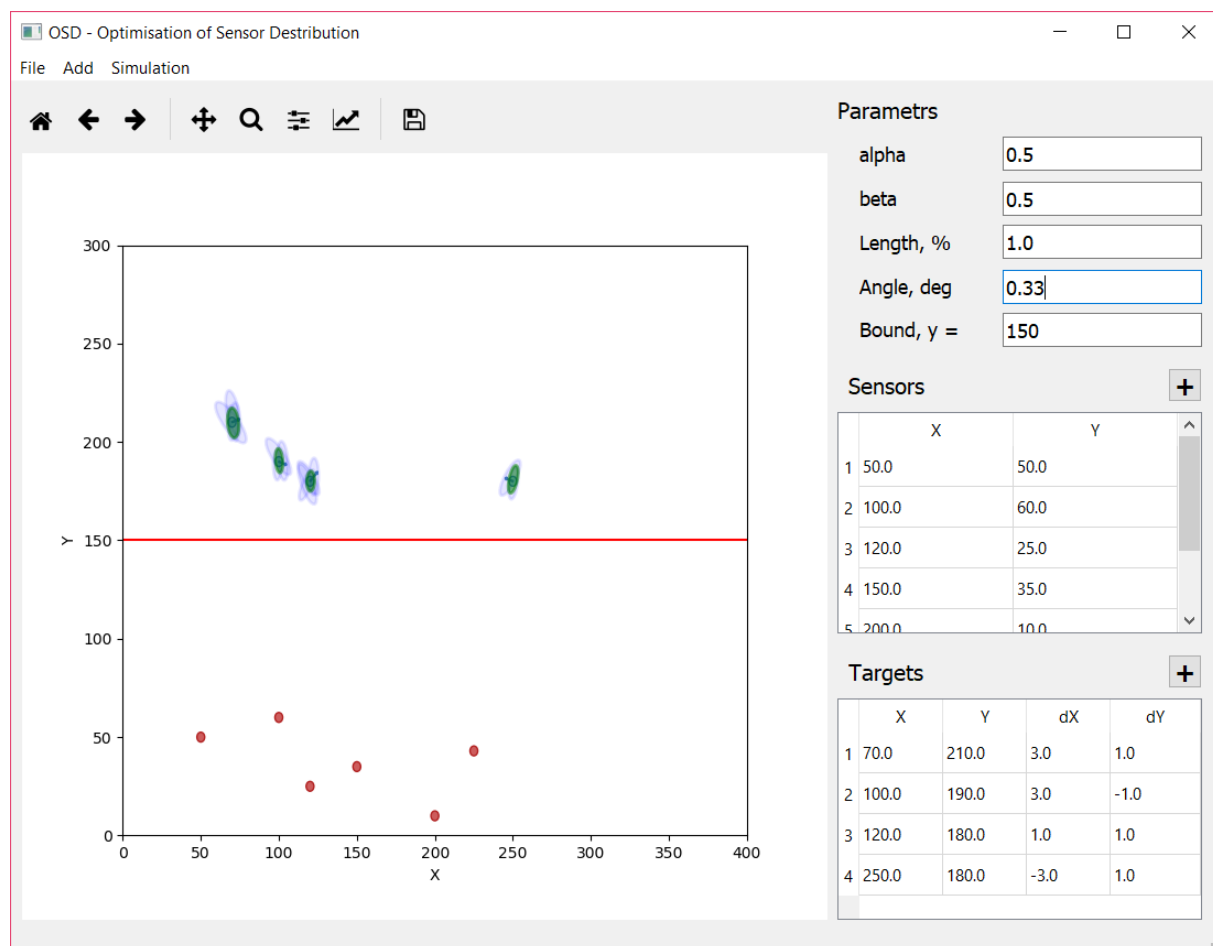 OSD - Optimisation of Sensor Destribution
File Add Simulation
Parametrs
alpha 0.5
beta 0.5
Length, % 1.0
Angle, deg 0.33
Bound, y = 150
Sensors +
X Y
1 50.0 50.0
2 100.0 60.0
3 120.0 25.0
4 150.0 35.0
5 200.0 10.0
Targets +
X Y dX dY
1 70.0 210.0 3.0 1.0
2 100.0 190.0 3.0 -1.0
3 120.0 180.0 1.0 1.0
4 250.0 180.0 -3.0 1.0
300
250
200
Y 150
100
50
0
0 50 100 150 200 250 300 350 400
X